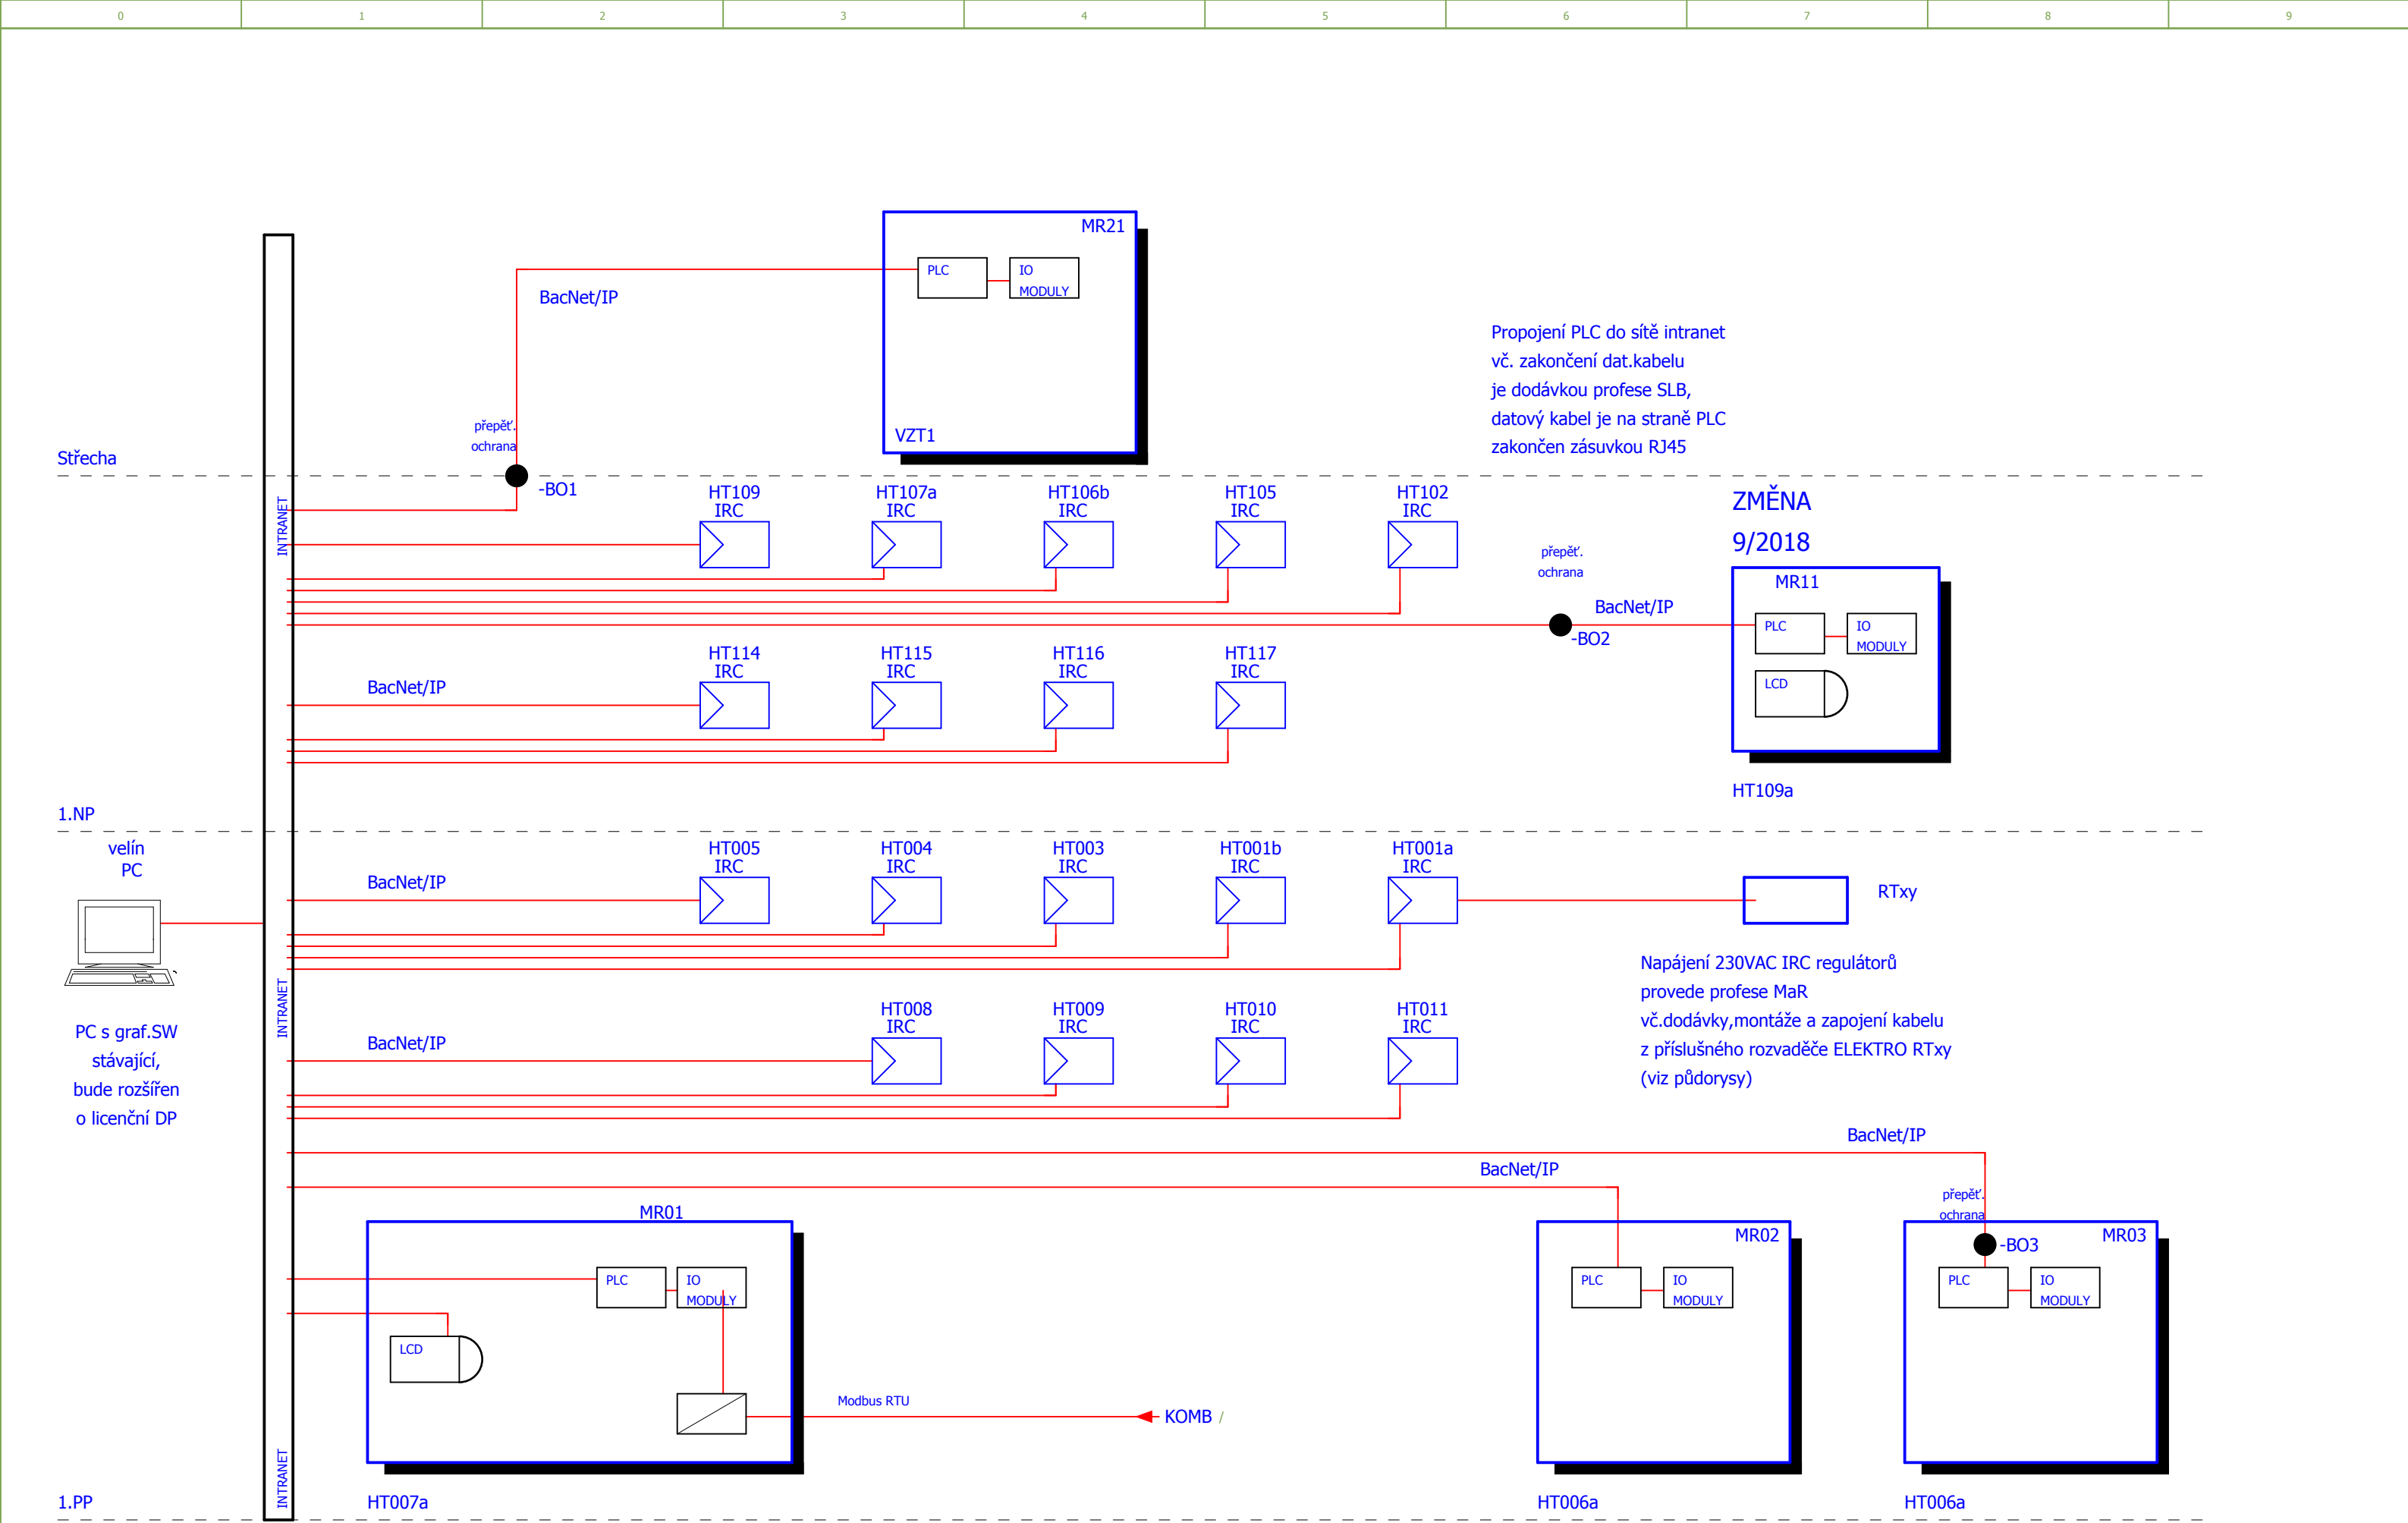 0 1 2 3 4 5 6 7 8 9
MR21
PLC
IO
MODULY
BacNet/IP
VZT1
Propojení PLC do sítě intranet
vč. zakončení dat.kabelu
je dodávkou profese SLB,
datový kabel je na straně PLC
zakončen zásuvkou RJ45
přepěť.
ochrana
Střecha
-BO1
INTRANET
HT109
IRC
HT107a
IRC
HT106b
IRC
HT105
IRC
HT102
IRC
ZMĚNA
9/2018
přepěť.
ochrana
BacNet/IP
-BO2
MR11
PLC
IO
MODULY
LCD
HT109a
BacNet/IP
HT114
IRC
HT115
IRC
HT116
IRC
HT117
IRC
1.NP
velín
PC
BacNet/IP
HT005
IRC
HT004
IRC
HT003
IRC
HT001b
IRC
HT001a
IRC
RTxy
Napájení 230VAC IRC regulátorů
provede profese MaR
vč.dodávky,montáže a zapojení kabelu
z příslušného rozvaděče ELEKTRO RTxy
(viz půdorysy)
INTRANET
PC s graf.SW
stávající,
bude rozšířen
o licenční DP
BacNet/IP
HT008
IRC
HT009
IRC
HT010
IRC
HT011
IRC
BacNet/IP
BacNet/IP
MR01
PLC
IO
MODULY
LCD
Modbus RTU
KOMB /
MR02
PLC
IO
MODULY
přepěť.
ochrana
MR03
-BO3
PLC
IO
MODULY
INTRANET
1.PP
HT007a
HT006a
HT006a